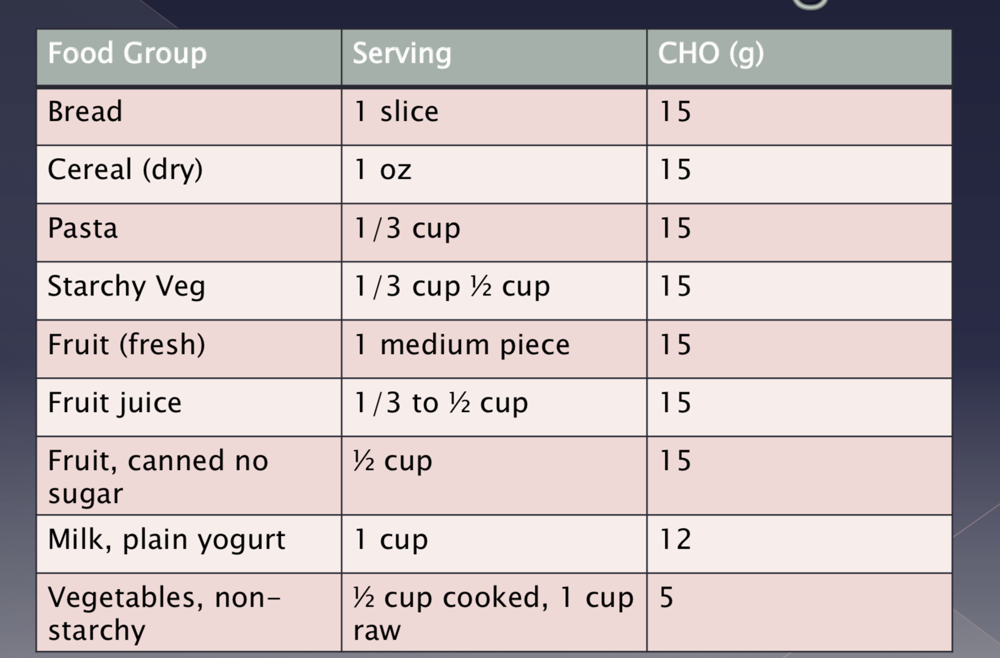 Food Group Serving CHO (g)
Bread 1 slice 15
Cereal (dry) 1 oz 15
Pasta 1/3 cup 15
Starchy Veg 1/3 cup ½ cup 15
Fruit (fresh) 1 medium piece 15
Fruit juice 1/3 to ½ cup 15
Fruit, canned no ½ cup 15
sugar
Milk, plain yogurt 1 cup 12
Vegetables, non- ½ cup cooked, 1 cup 5
starchy raw